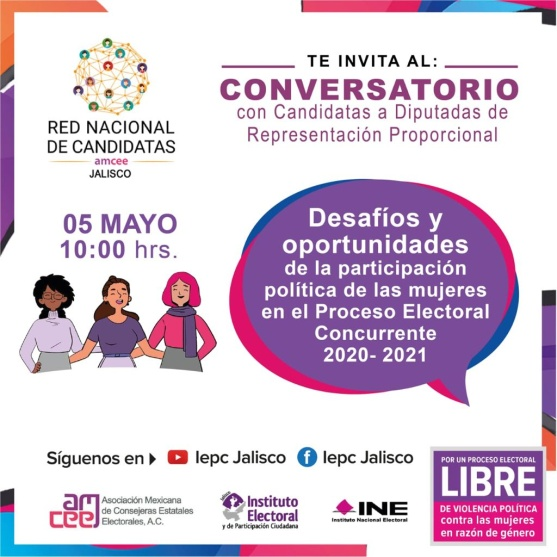 TE INVITA AL:
CONVERSATORIO
con Candidatas a Diputadas de
Representación Proporcional
RED NACIONAL
DE CANDIDATAS
amcee
JALISCO
05 MAYO
10:00 hrs.
Desafíos y
oportunidades
de la participación
política de las mujeres
en el Proceso Electoral
Concurrente
2020- 2021
Síguenos en
Iepc Jalisco
Iepc Jalisco
amcee
Asociación Mexicana
de Consejeras Estatales
Electorales, A.C.
Instituto
Electoral
y de Participación Ciudadana
INE
Instituto Nacional Electoral
POR UN PROCESO ELECTORAL
LIBRE
DE VIOLENCIA POLÍTICA
contra las mujeres
en razón de género